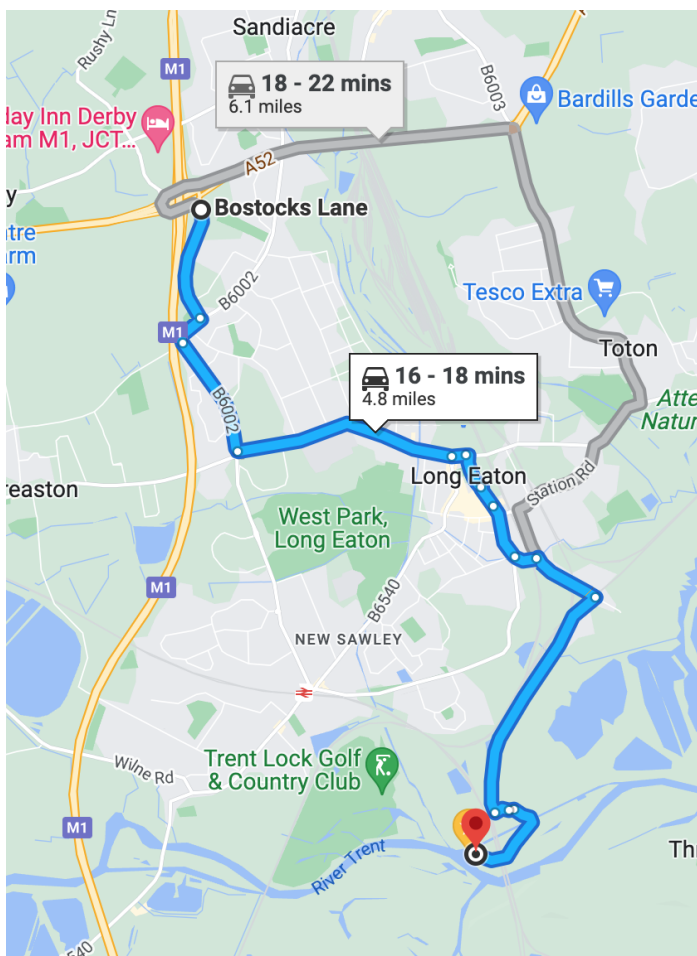 Sandiacre
Rushy Ln
M1
18 - 22 mins
6.1 miles
B6003
Bardills Garde
day Inn Derby
am M1, JCT...
A52
y
Bostocks Lane
tre
arm
B6002
Tesco Extra
M1
Toton
16 - 18 mins
4.8 miles
B6002
Atte
Natur
Long Eaton
Station Rd
reaston
West Park,
Long Eaton
M1
B6540
NEW SAWLEY
Wilne Rd
Trent Lock Golf
& Country Club
M1
River Trent
Thr
540